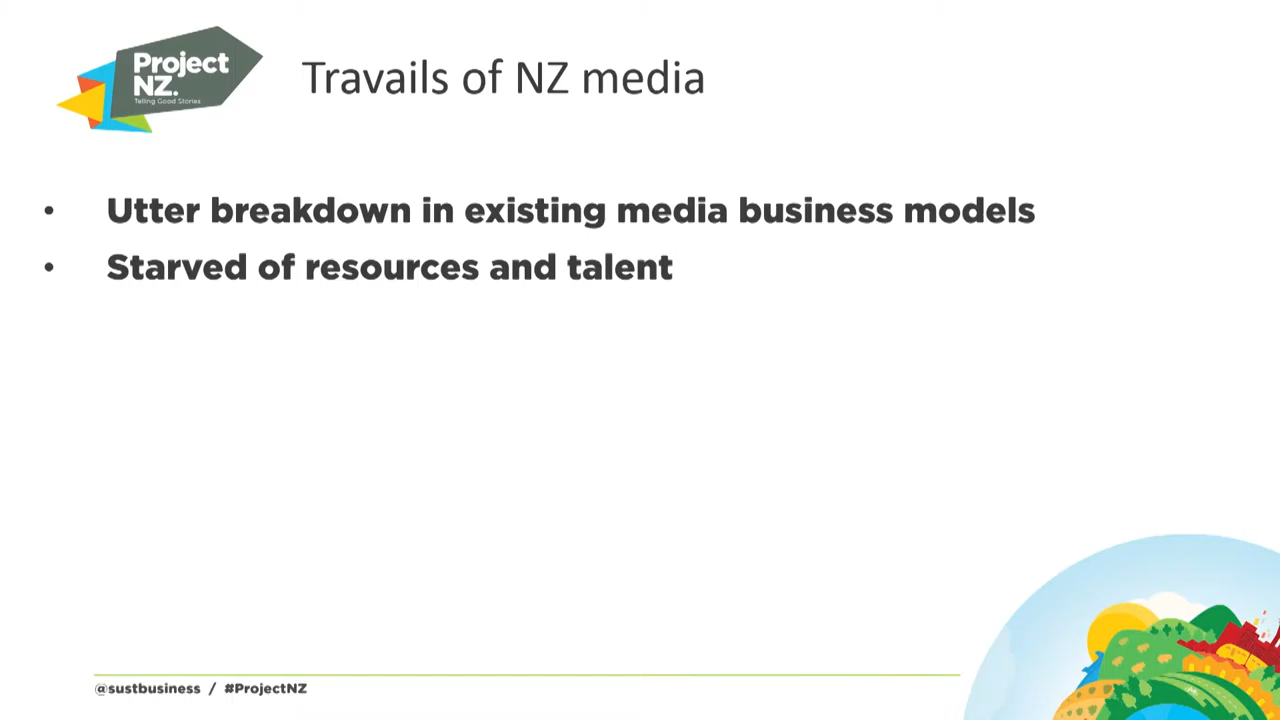 Project
NZ.
Telling Good Stories
Travails of NZ media
• Utter breakdown in existing media business models
• Starved of resources and talent
@sustbusiness / #ProjectNZ